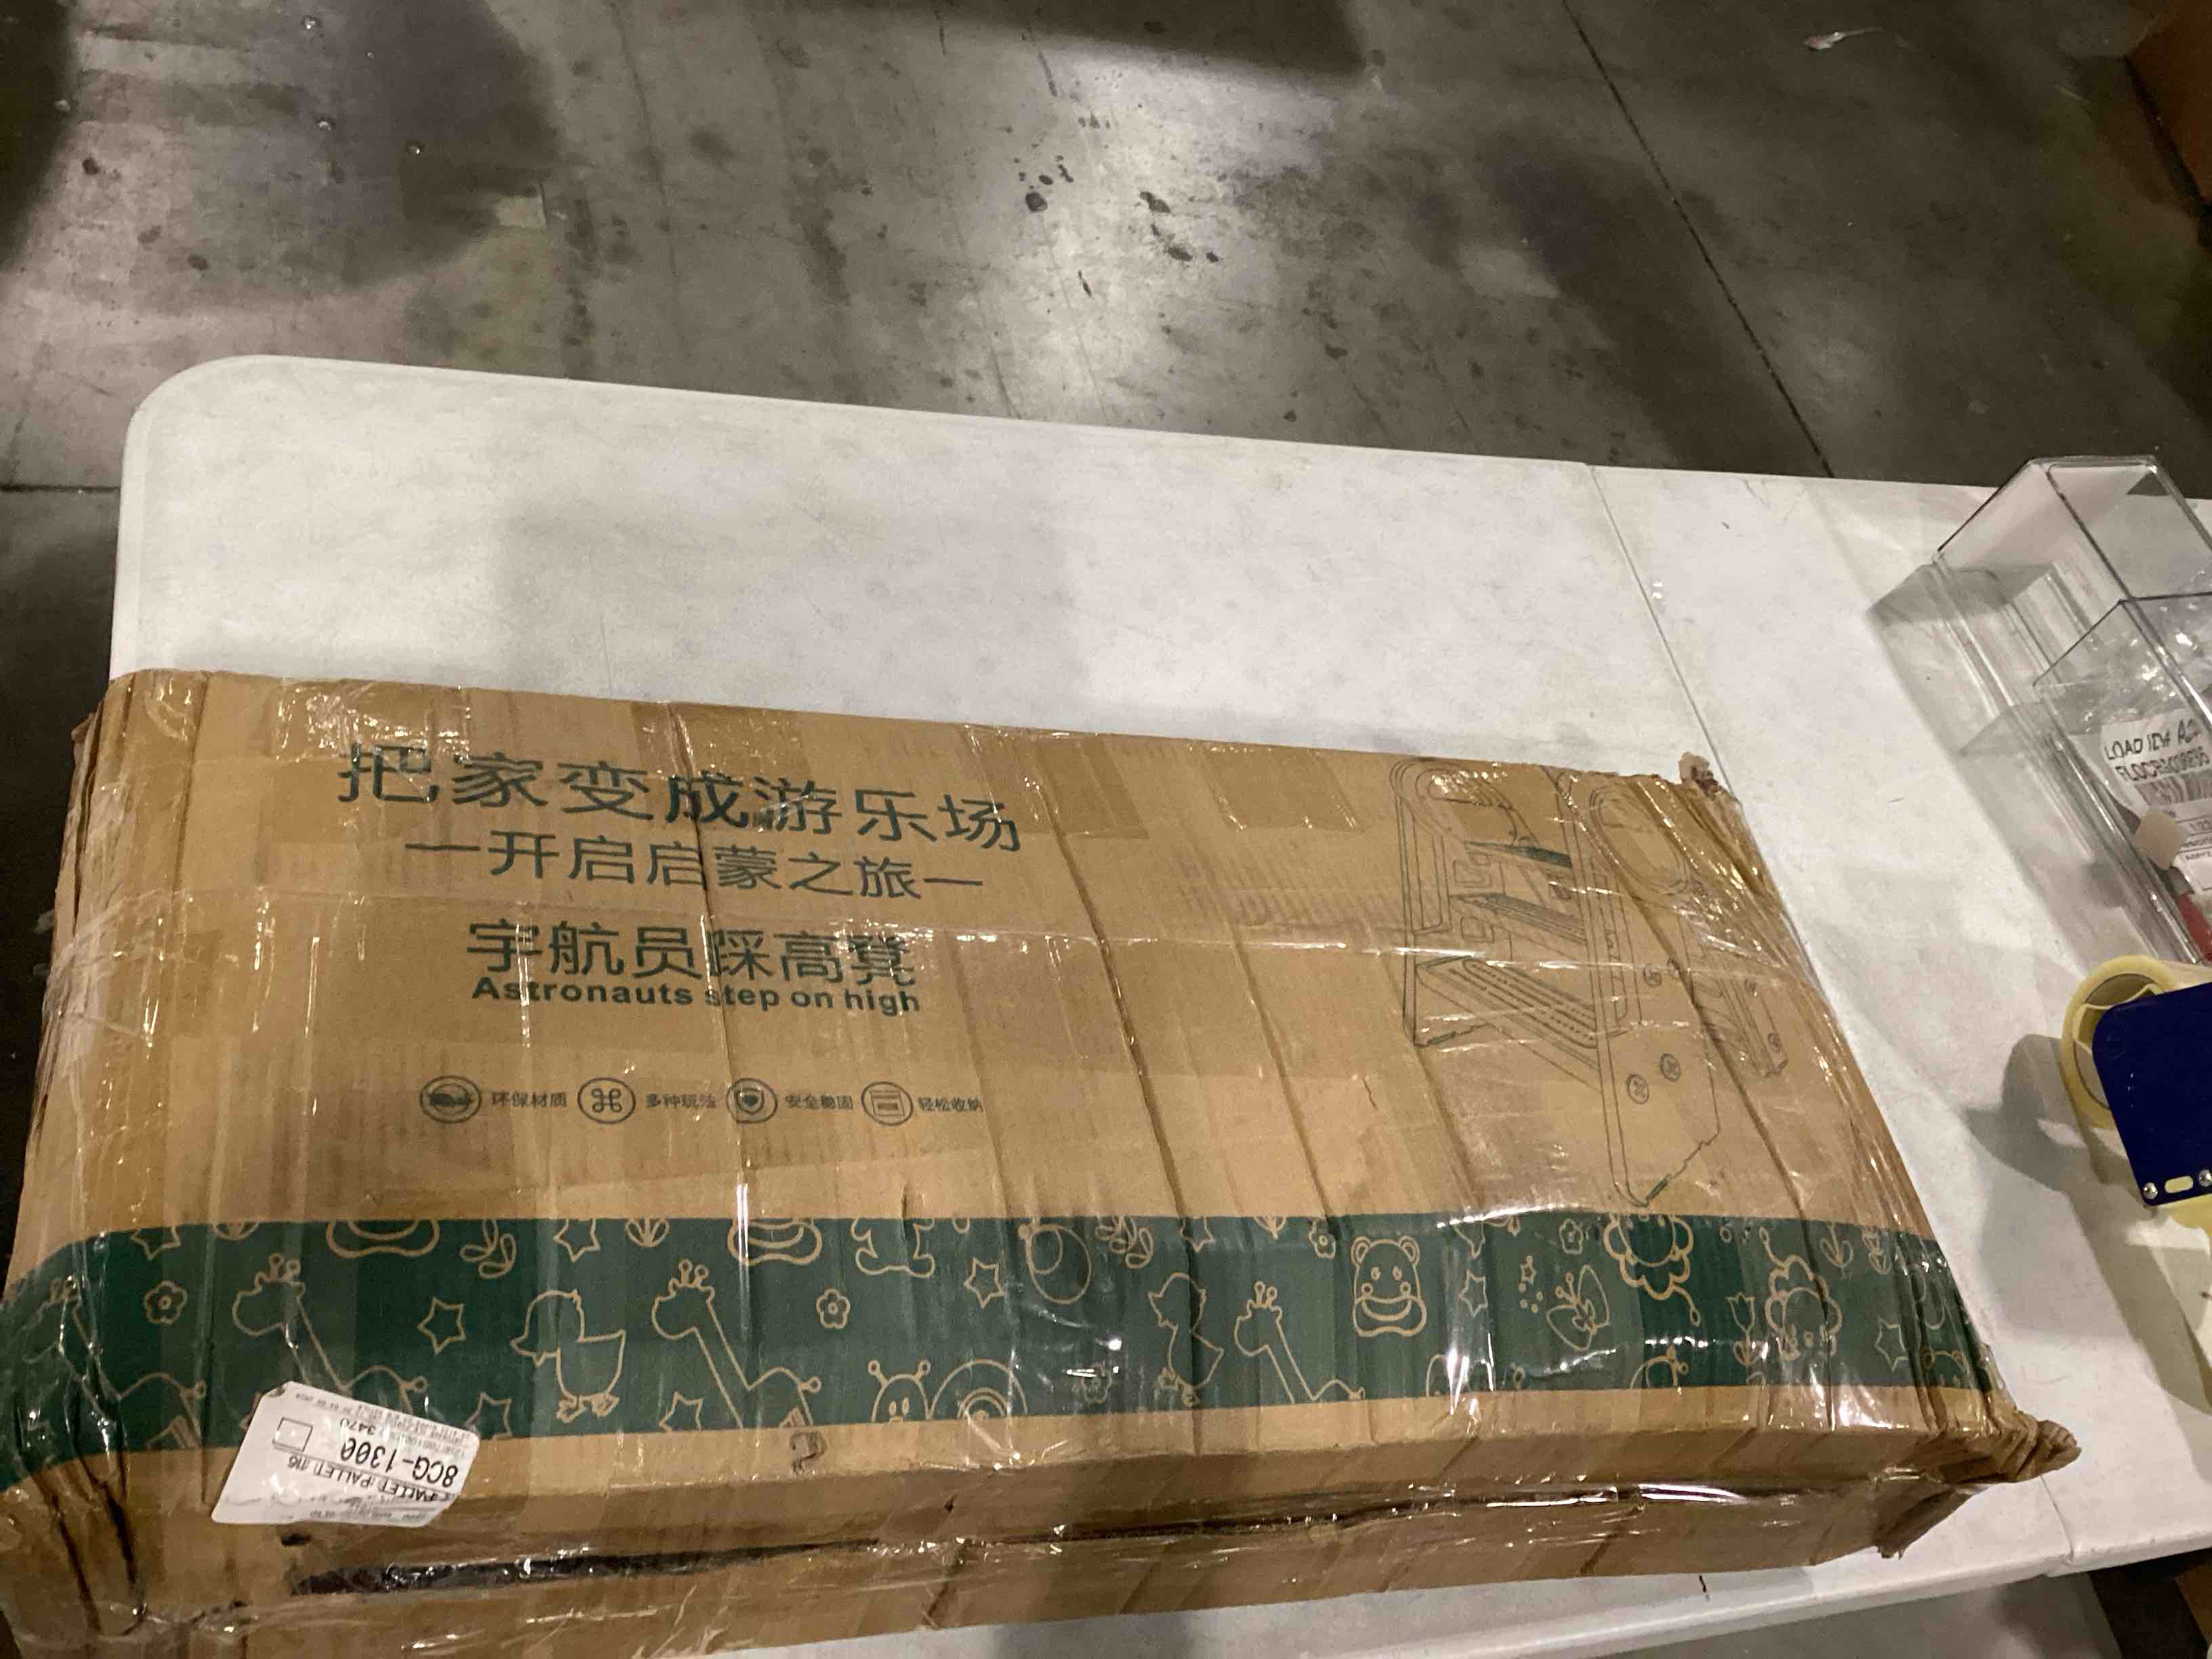 把家变成游乐场
—开启启蒙之旅—
宇航员踩高凳
Astronauts step on high
环保材质 多种玩法 安全稳固 轻松收纳
8CG-1300
LOAD